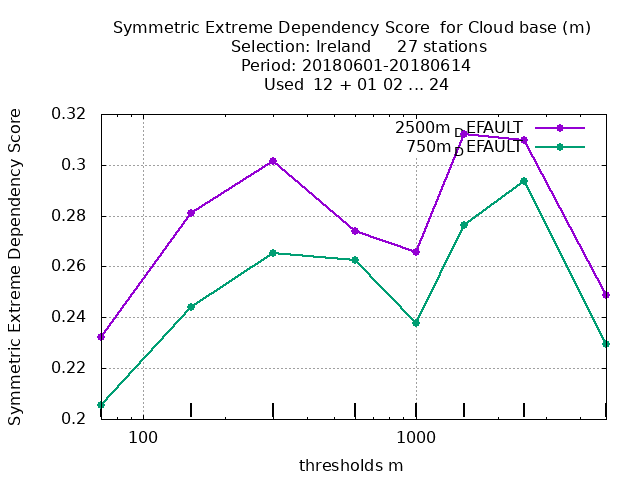 Symmetric Extreme Dependency Score for Cloud base (m)
Selection: Ireland 27 stations
Period: 20180601-20180614
Used 12 + 01 02 ... 24
Symmetric Extreme Dependency Score
0.32
0.3
0.28
0.26
0.24
0.22
0.2
2500m DEFAULT
750m DEFAULT
100 1000
thresholds m